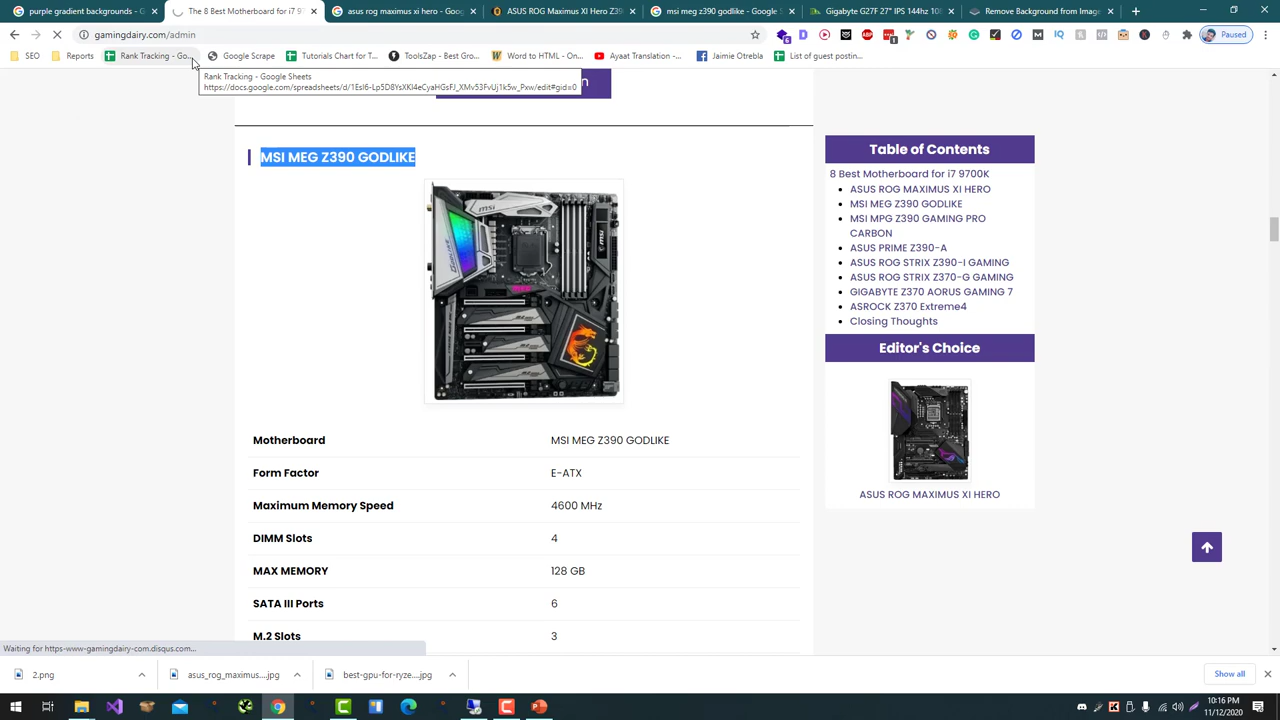 gradient purple backgrounds - G
The 8 Best Motherboard for i7 97
asus rog maximus xi hero - Goog
ASUS ROG Maximus XI Hero Z39
msi meg z390 godlike - Google S
Gigabyte G27F 27" IPS 144hz 108
Background from Image - Image
gamingdairy.com/admin
6
1
Paused
SEO
Reports
Rank Tracking - Go...
Google Scrape
Tutorials Chart for T...
ToolsZap - Best Gro...
Word to HTML - On...
Ayaat Translation -...
Jaimie Otrebla
List of guest postin...
Rank Tracking - Google Sheets
MSI MEG Z390 GODLIKE
Motherboard MSI MEG Z390 GODLIKE
Form Factor E-ATX
Maximum Memory Speed 4600 MHz
DIMM Slots 4
MAX MEMORY 128 GB
SATA III Ports 6
M.2 Slots 3
Table of Contents
8 Best Motherboard for i7 9700K
ASUS ROG MAXIMUS XI HERO
MSI MEG Z390 GODLIKE
MSI MPG Z390 GAMING PRO
CARBON
ASUS PRIME Z390-A
ASUS ROG STRIX Z390-I GAMING
ASUS ROG STRIX Z370-G GAMING
GIGABYTE Z370 AORUS GAMING 7
ASROCK Z370 Extreme4
Closing Thoughts
Editor's Choice
ASUS ROG MAXIMUS XI HERO
Waiting for https-www-gamingdairy-com.disqus.com...
2.png
asus_rog_maximus....jpg
best-gpu-for-ryze....jpg
Show all
10:16 PM
11/12/2020